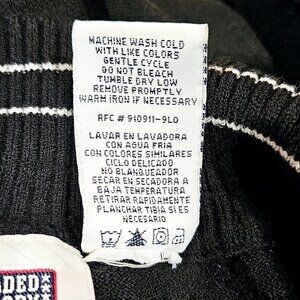 MACHINE WASH COLD
WITH LIKE COLORS
GENTLE CYCLE
DO NOT BLEACH
TUMBLE DRY LOW
REMOVE PROMPTLY
WARM IRON IF NECESSARY
RFC # 910911-9L0
LAVAR EN LAVADORA
CON AGUA FRIA
CON COLORES SIMILARES
CICLO DELICADO
NO BLANQUEADOR
SECAR EN SECADORA A
BAJA TEMPERATURA
RETIRAR RAPIDAMENTE
PLANCHAR TIBIA SI ES
NECESARIO